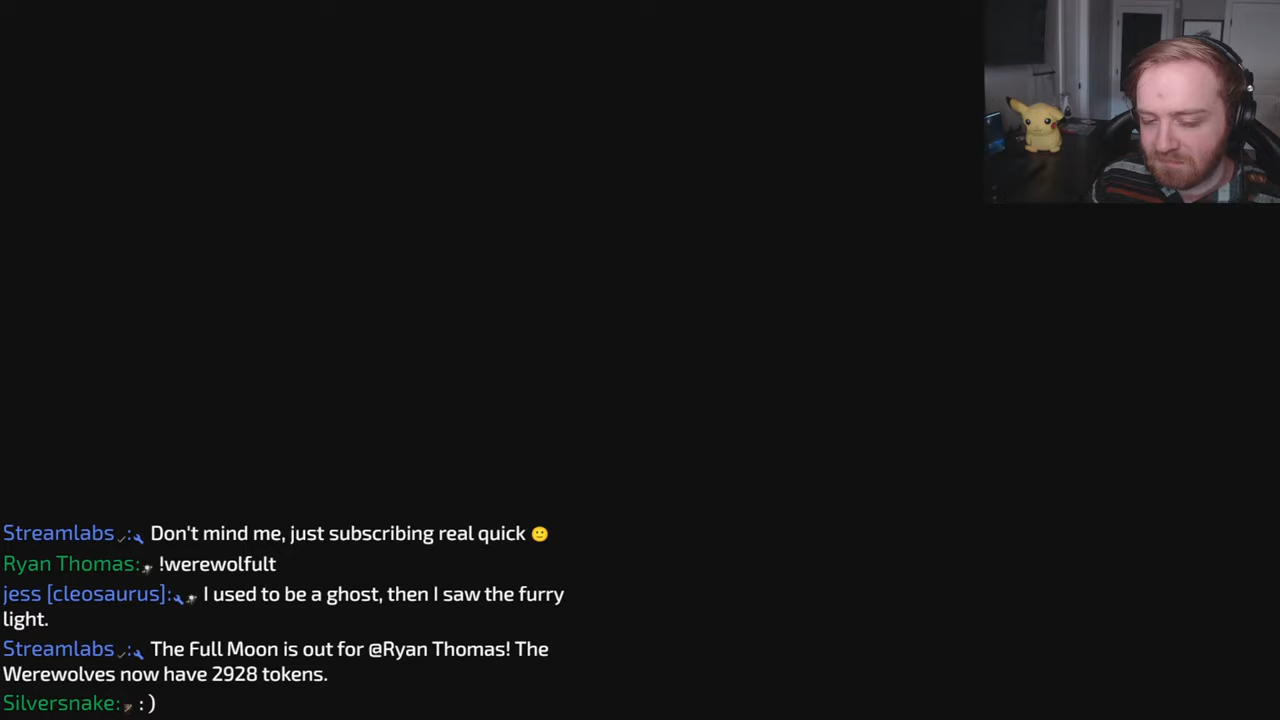 Streamlabs : Don't mind me, just subscribing real quick 🙂
Ryan Thomas: !werewolfult
jess [cleosaurus]: I used to be a ghost, then I saw the furry
light.
Streamlabs : The Full Moon is out for @Ryan Thomas! The
Werewolves now have 2928 tokens.
Silversnake: : )